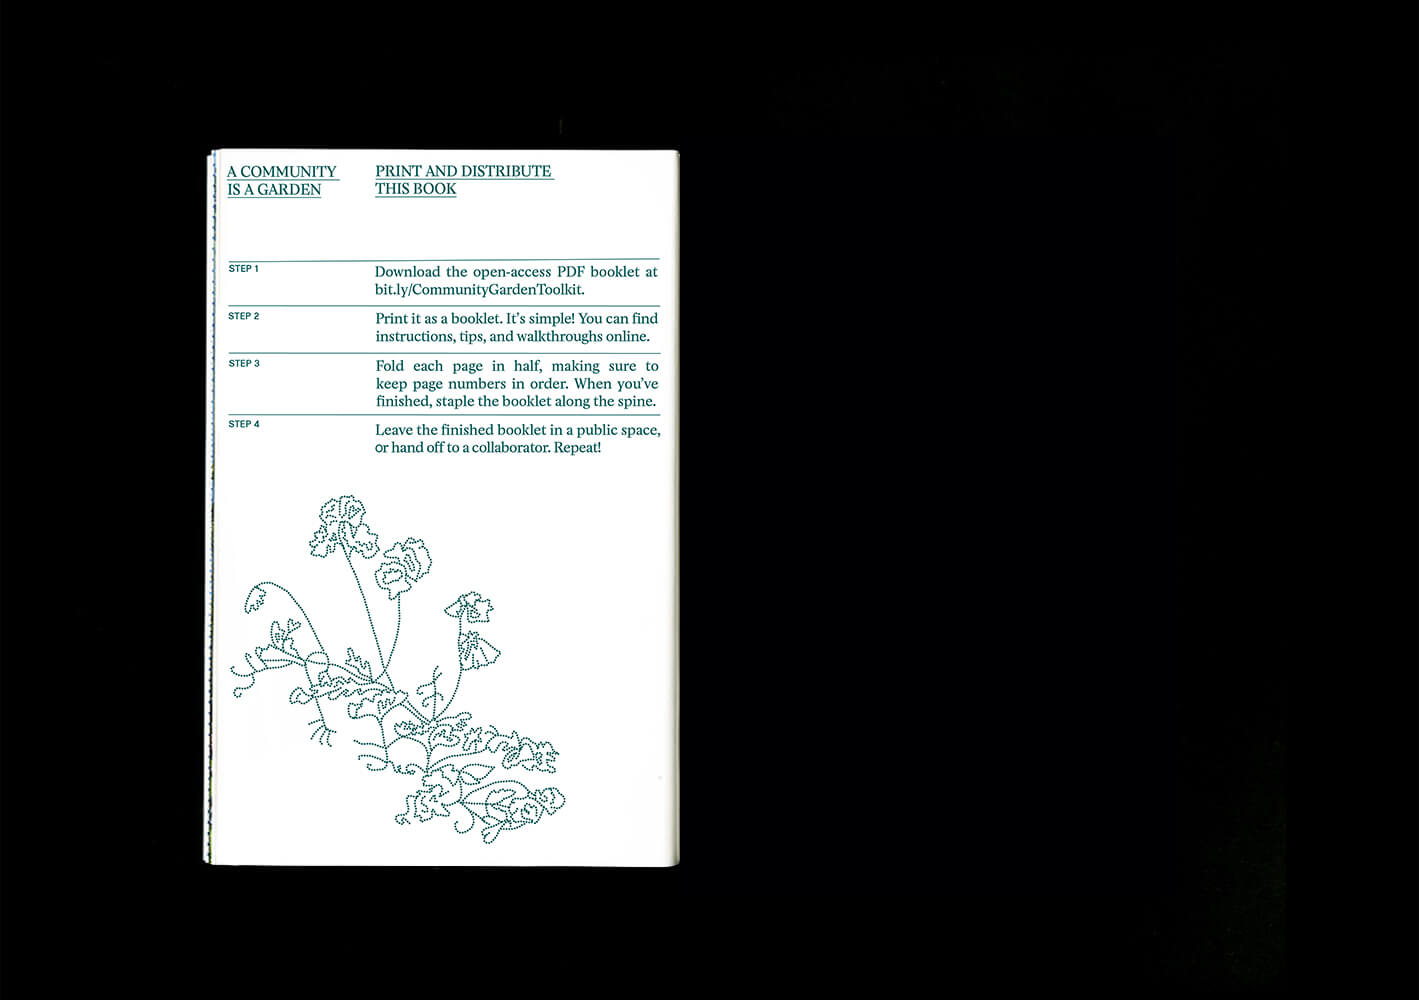 A COMMUNITY
IS A GARDEN
PRINT AND DISTRIBUTE
THIS BOOK
STEP 1
Download the open-access PDF booklet at
bit.ly/CommunityGardenToolkit.
STEP 2
Print it as a booklet. It's simple! You can find
instructions, tips, and walkthroughs online.
STEP 3
Fold each page in half, making sure to
keep page numbers in order. When you've
finished, staple the booklet along the spine.
STEP 4
Leave the finished booklet in a public space,
or hand off to a collaborator. Repeat!